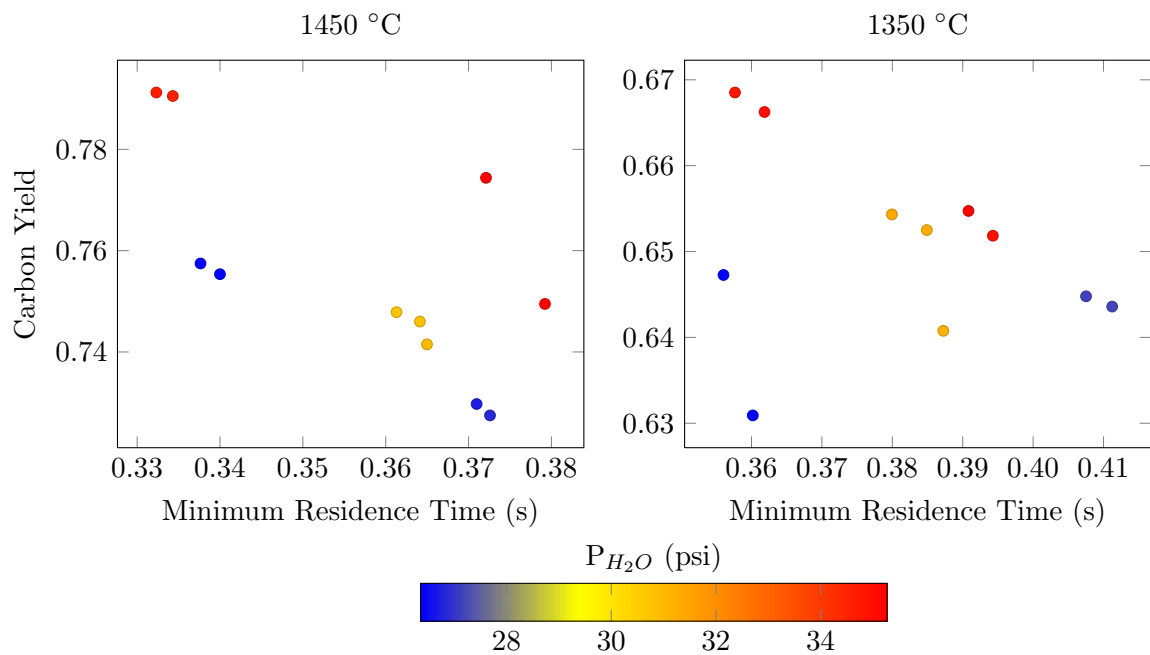 1450 °C
1350 °C
Carbon Yield
0.78
0.76
0.74
0.67
0.66
0.65
0.64
0.63
0.33 0.34 0.35 0.36 0.37 0.38
0.36 0.37 0.38 0.39 0.40 0.41
Minimum Residence Time (s)
Minimum Residence Time (s)
P_{H_2O} (psi)
28 30 32 34